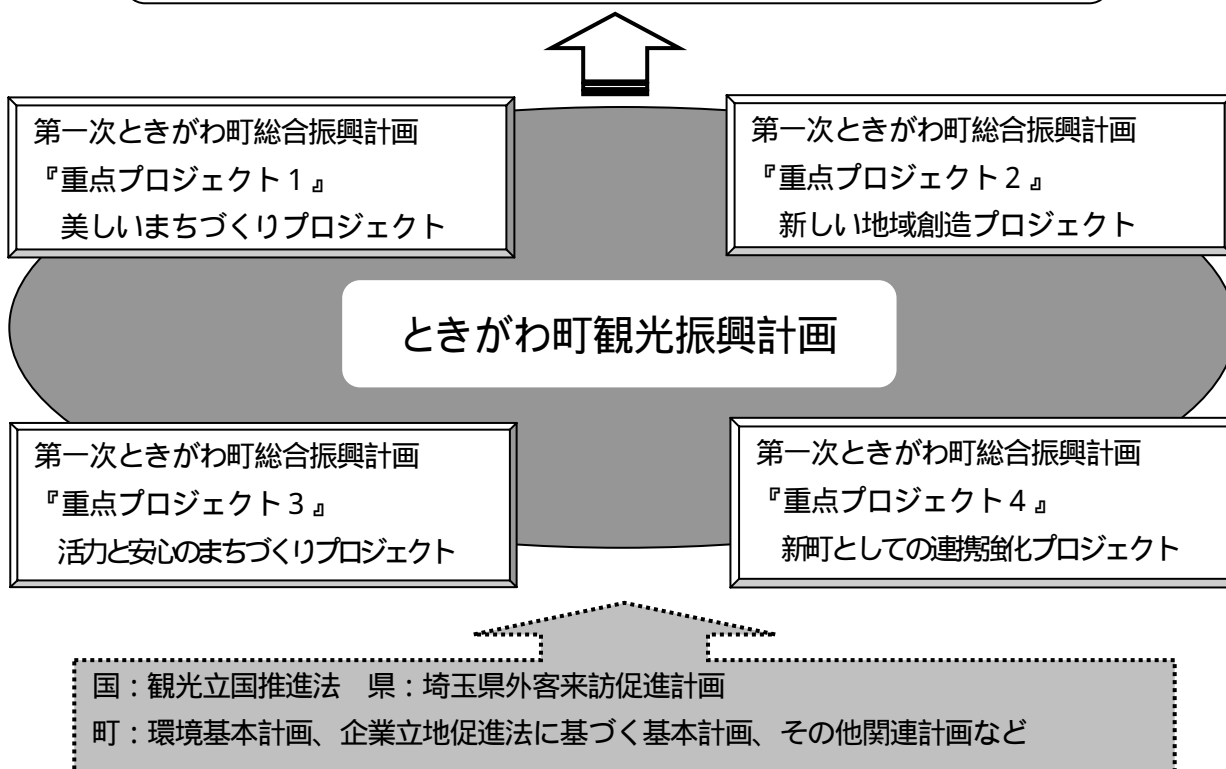 第一次ときがわ町総合振興計画
『重点プロジェクト1』
美しいまちづくりプロジェクト
第一次ときがわ町総合振興計画
『重点プロジェクト2』
新しい地域創造プロジェクト
ときがわ町観光振興計画
第一次ときがわ町総合振興計画
『重点プロジェクト3』
活力と安心のまちづくりプロジェクト
第一次ときがわ町総合振興計画
『重点プロジェクト4』
新町としての連携強化プロジェクト
国:観光立国推進法 県:埼玉県外客来訪促進計画
町:環境基本計画、企業立地促進法に基づく基本計画、その他関連計画など